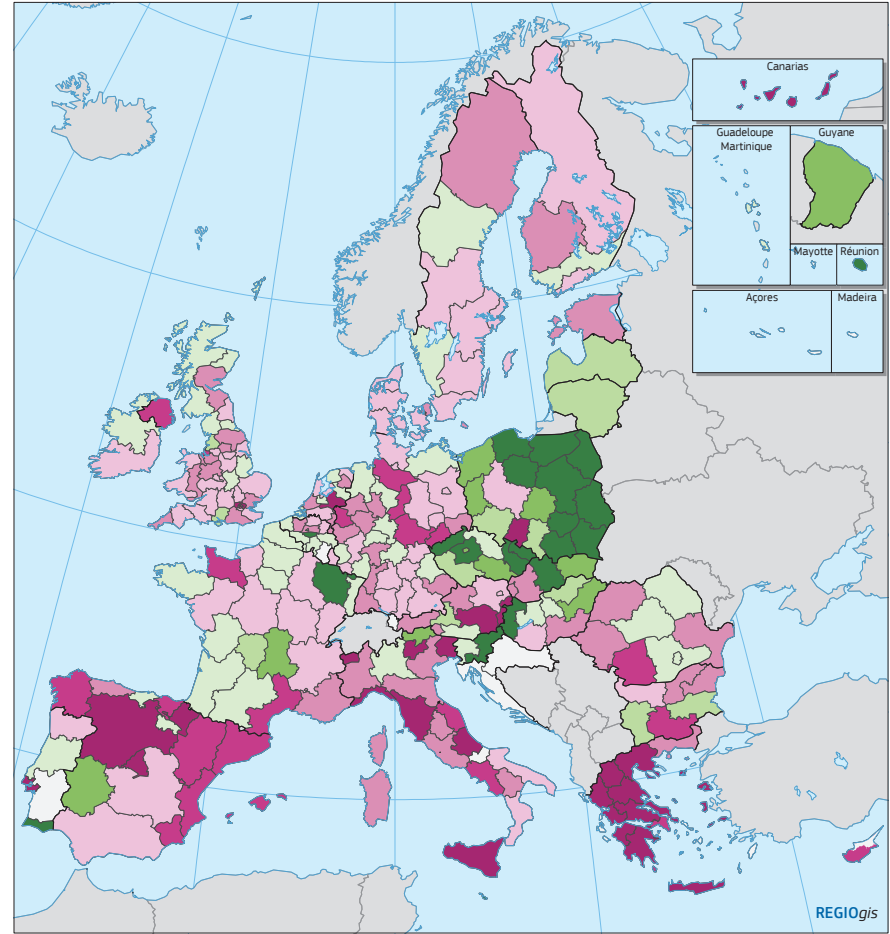 Canarias
Guadeloupe
Martinique
Guyane
Mayotte
Réunion
Açores
Madeira
REGIOgis